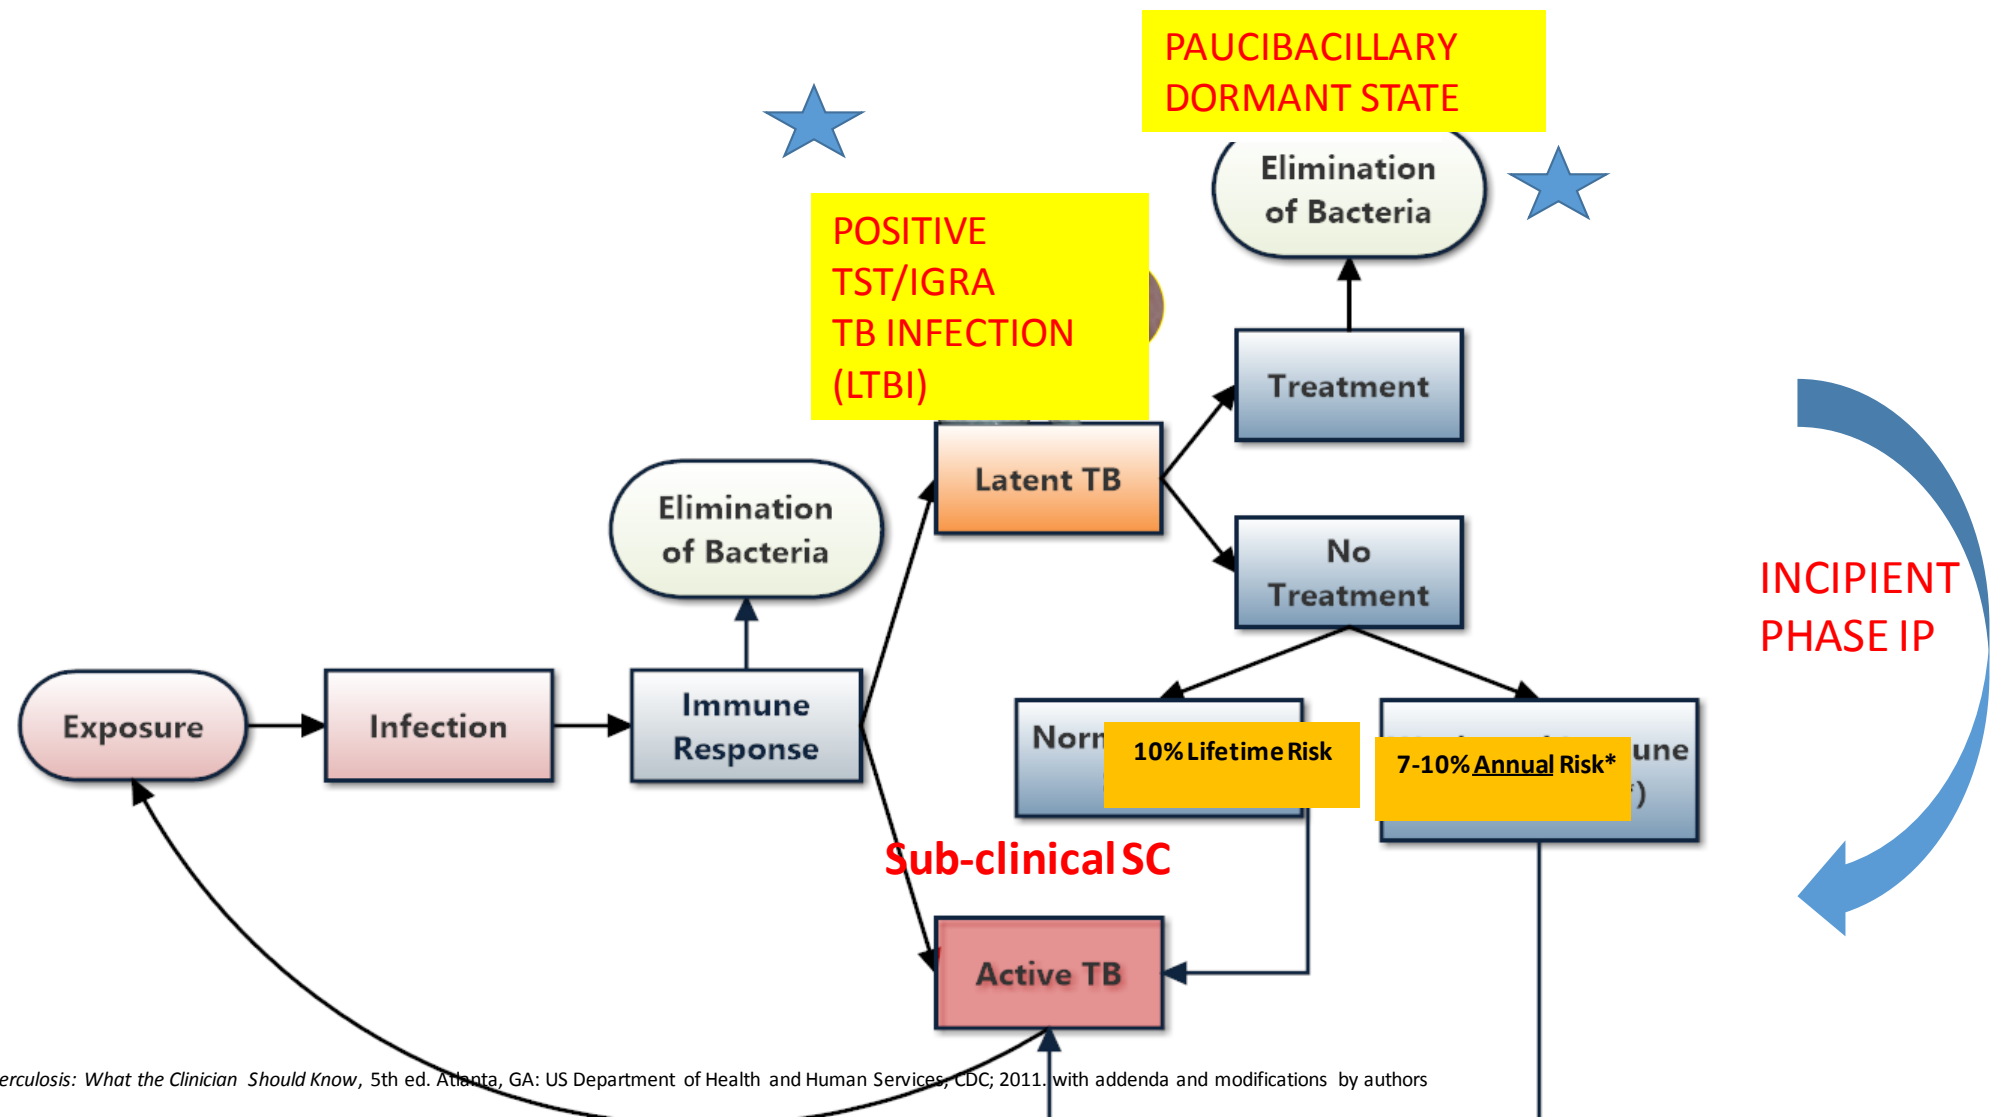 PAUCIBACILLARY
DORMANT STATE
Elimination
of Bacteria
POSITIVE
TST/IGRA
TB INFECTION
(LTBI)
Treatment
Latent TB
Elimination
of Bacteria
No
Treatment
INCIPIENT
PHASE IP
Exposure
Infection
Immune
Response
10% Lifetime Risk
7-10% Annual Risk*
Sub-clinical SC
Active TB
What the Clinician Should Know, 5th ed. Atlanta, GA: US Department of Health and Human Services, CDC; 2011. with addenda and modifications by authors